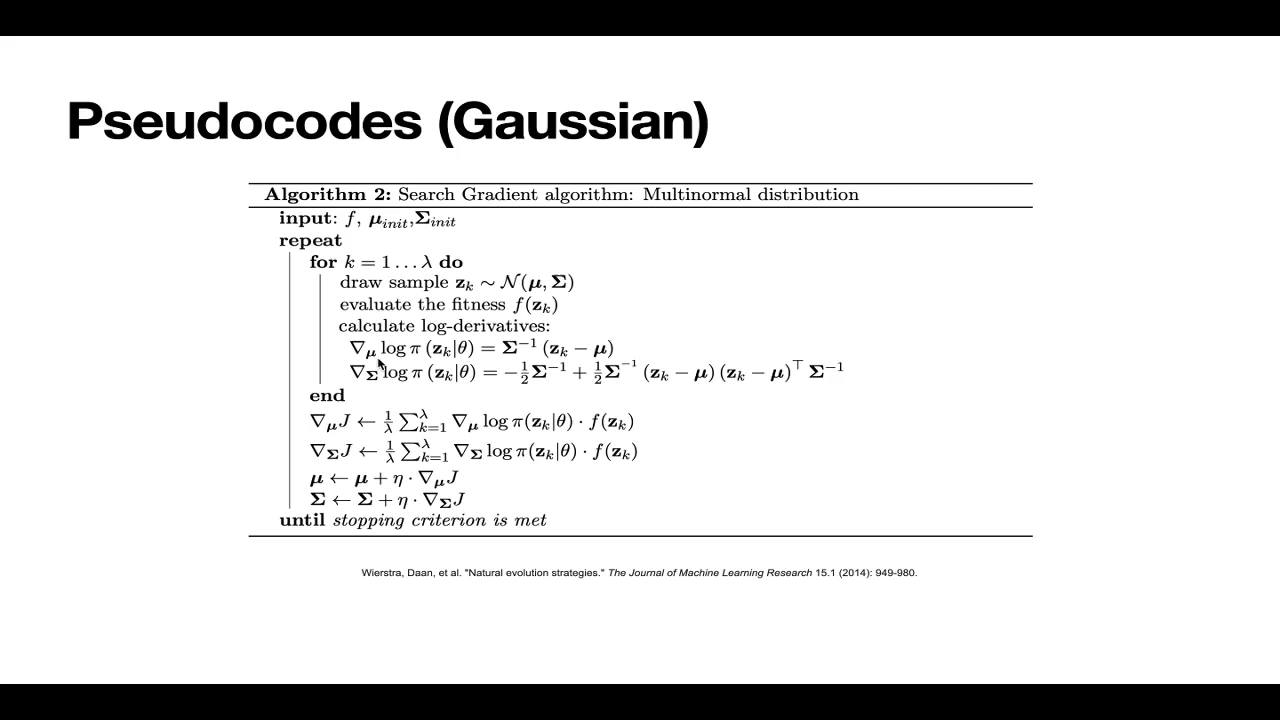 Pseudocodes (Gaussian)
Algorithm 2: Search Gradient algorithm: Multinormal distribution
input: f, μ_init,Σ_init
repeat
for k = 1 … λ do
draw sample z_k ∼ 𝒩(μ, Σ)
evaluate the fitness f(z_k)
calculate log-derivatives:
∇_μ log π (z_k|θ) = Σ⁻¹ (z_k − μ)
∇_Σ log π (z_k|θ) = −½Σ⁻¹ + ½Σ⁻¹ (z_k − μ) (z_k − μ)^⊤ Σ⁻¹
end
∇_μ J ← 1/λ ∑_{k=1}^λ ∇_μ log π(z_k|θ) · f(z_k)
∇_Σ J ← 1/λ ∑_{k=1}^λ ∇_Σ log π(z_k|θ) · f(z_k)
μ ← μ + η · ∇_μ J
Σ ← Σ + η · ∇_Σ J
until stopping criterion is met
Wierstra, Daan, et al. "Natural evolution strategies." The Journal of Machine Learning Research 15.1 (2014): 949-980.